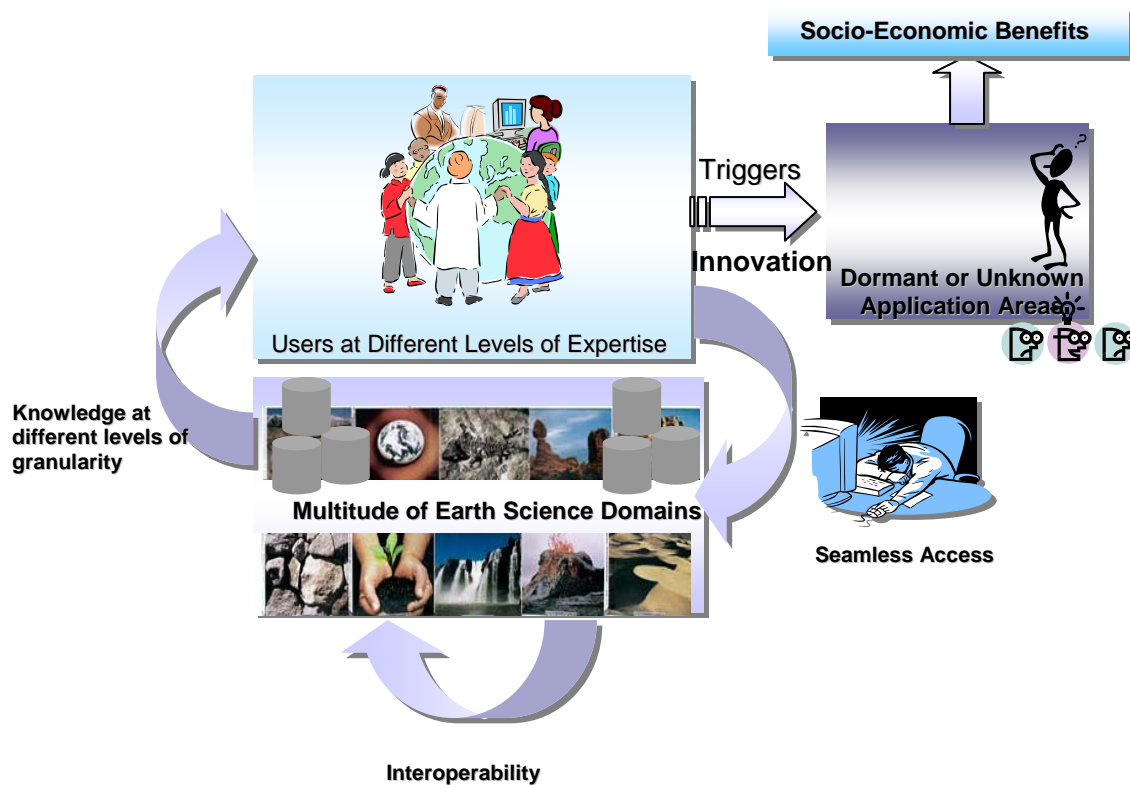 Socio-Economic Benefits
Triggers
Innovation
?
Dormant or Unknown
Application Areas
Users at Different Levels of Expertise
Knowledge at
different levels of
granularity
Multitude of Earth Science Domains
Seamless Access
Interoperability